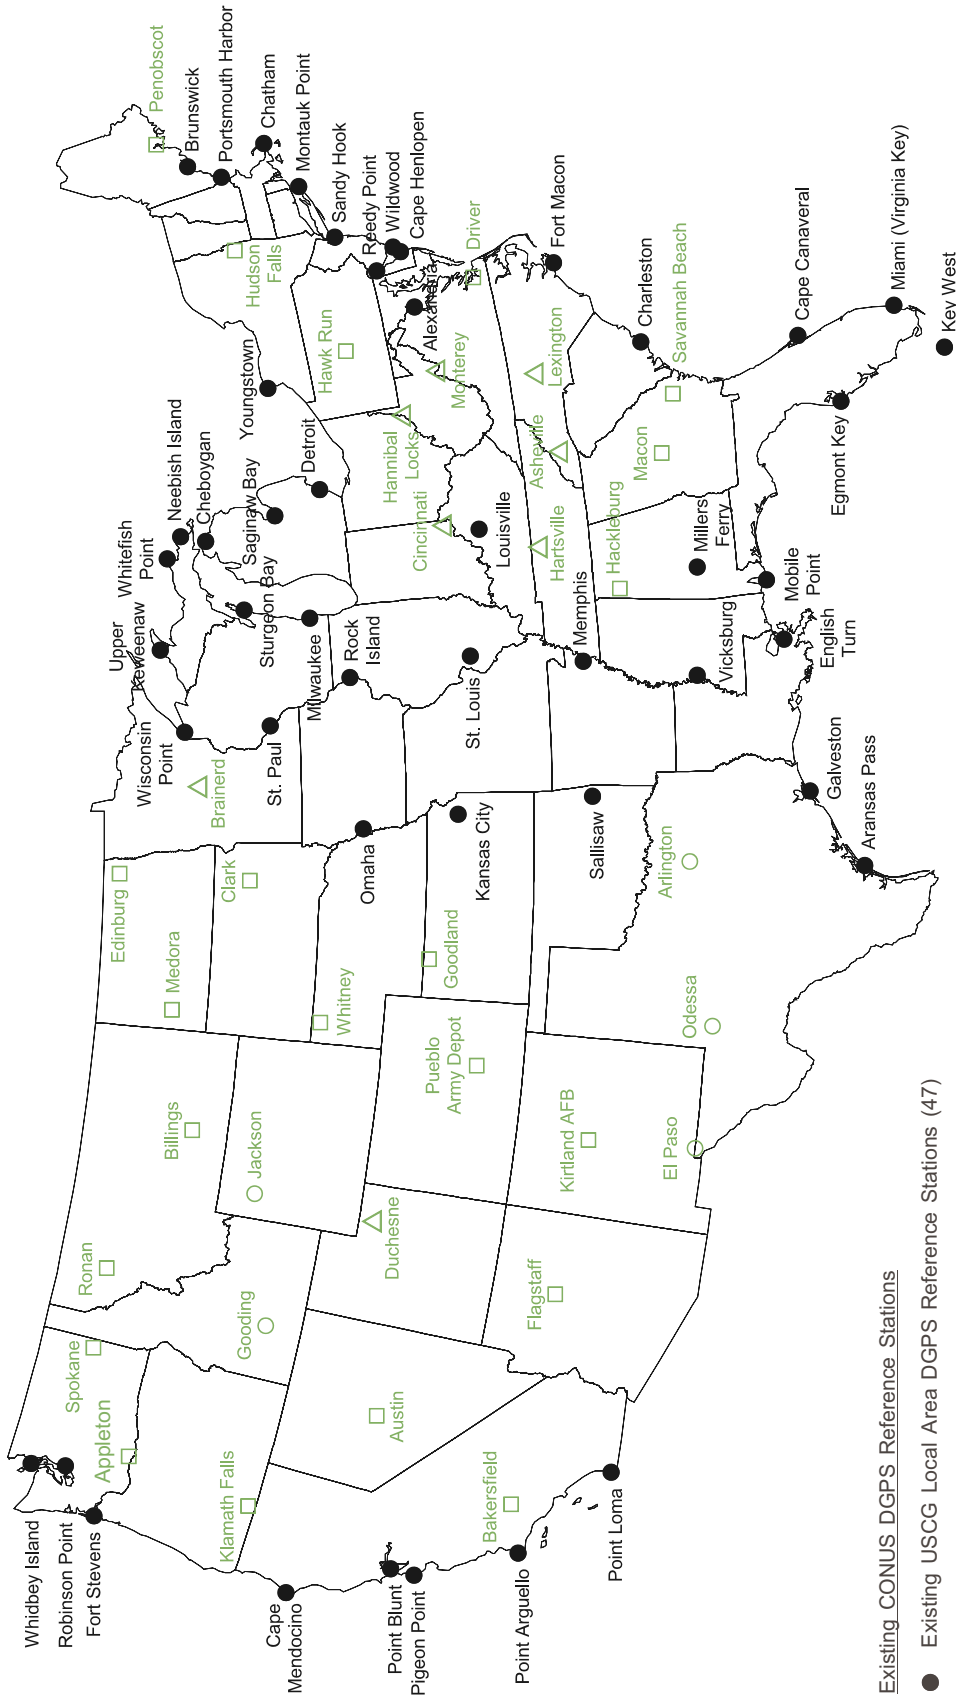 Whidbey Island
Robinson Point
Fort Stevens
Cape
Mendocino
Point Blunt
Pigeon Point
Point Arguello
Point Loma
Spokane
Appleton
Klamath Falls
Austin
Bakersfield
Ronan
Gooding
Billings
Jackson
Duchesne
Flagstaff
Kirtland AFB
El Paso
Pueblo
Army Depot
Odessa
Edinburg
Medora
Clark
Whitney
Goodland
Omaha
Kansas City
Sallisaw
Arlington
Galveston
Aransas Pass
Wisconsin
Point
Brainerd
St. Paul
Upper
Keweenaw
Milwaukee
Rock
Island
St. Louis
Memphis
Vicksburg
English
Turn
Whitefish
Point
Neebish Island
Cheboygan
Saginaw Bay
Sturgeon Bay
Detroit
Youngstown
Cincinnati
Louisville
Hannibal
Locks
Hartsville
Hackleburg
Asheville
Lexington
Millers
Ferry
Mobile
Point
Macon
Savannah Beach
Charleston
Egmont Key
Cape Canaveral
Miami (Virginia Key)
Key West
Penobscot
Brunswick
Portsmouth Harbor
Chatham
Montauk Point
Sandy Hook
Hudson
Falls
Hawk Run
Reedy Point
Wildwood
Cape Henlopen
Alexandria
Monterey
Driver
Fort Macon
Existing CONUS DGPS Reference Stations
Existing USCG Local Area DGPS Reference Stations (47)